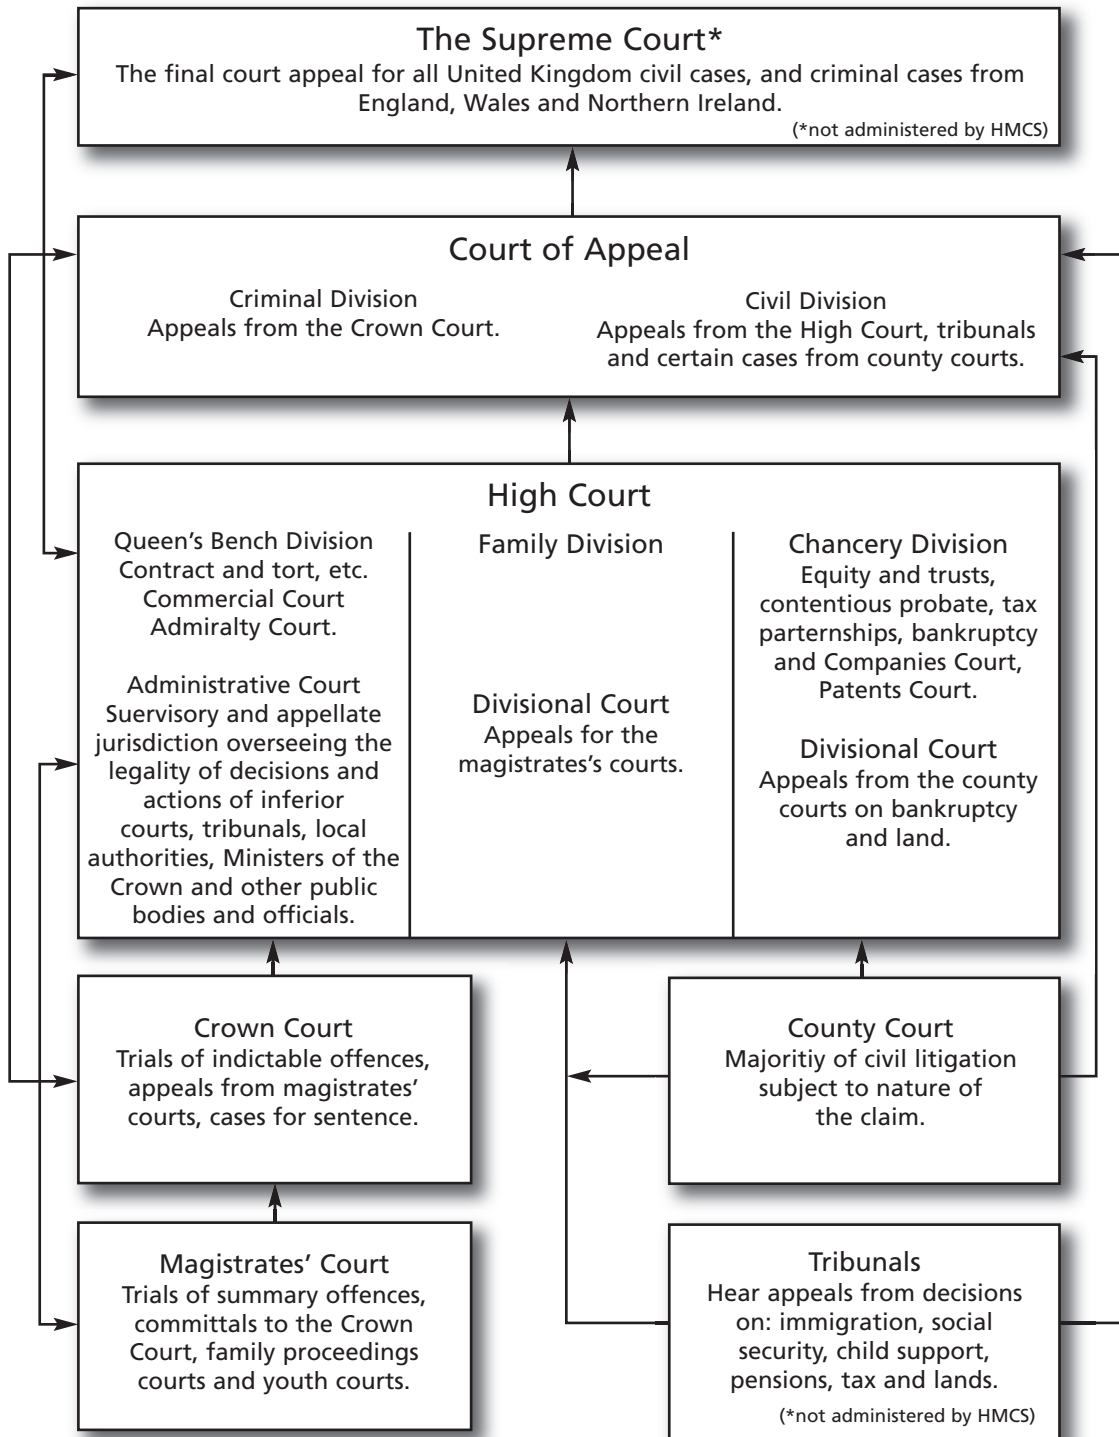 The Supreme Court*
The final court appeal for all United Kingdom civil cases, and criminal cases from
England, Wales and Northern Ireland.
(*not administered by HMCS)
Court of Appeal
Criminal Division
Appeals from the Crown Court.
Civil Division
Appeals from the High Court, tribunals
and certain cases from county courts.
High Court
Queen's Bench Division
Contract and tort, etc.
Commercial Court
Admiralty Court.
Administrative Court
Suervisory and appellate
jurisdiction overseeing the
legality of decisions and
actions of inferior
courts, tribunals, local
authorities, Ministers of the
Crown and other public
bodies and officials.
Family Division
Divisional Court
Appeals for the
magistrates's courts.
Chancery Division
Equity and trusts,
contentious probate, tax
parternships, bankruptcy
and Companies Court,
Patents Court.
Divisional Court
Appeals from the county
courts on bankruptcy
and land.
Crown Court
Trials of indictable offences,
appeals from magistrates'
courts, cases for sentence.
County Court
Majoritiy of civil litigation
subject to nature of
the claim.
Magistrates' Court
Trials of summary offences,
committals to the Crown
Court, family proceedings
courts and youth courts.
Tribunals
Hear appeals from decisions
on: immigration, social
security, child support,
pensions, tax and lands.
(*not administered by HMCS)